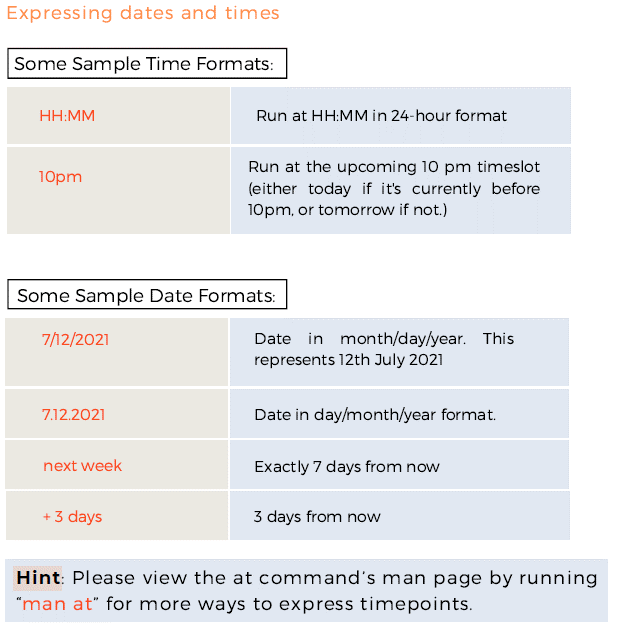 Expressing dates and times
Some Sample Time Formats:
HH:MM
Run at HH:MM in 24-hour format
10pm
Run at the upcoming 10 pm timeslot
(either today if it's currently before
10pm, or tomorrow if not.)
Some Sample Date Formats:
7/12/2021
Date in month/day/year. This
represents 12th July 2021
7.12.2021
Date in day/month/year format.
next week
Exactly 7 days from now
+ 3 days
3 days from now
Hint: Please view the at command's man page by running
“man at” for more ways to express timepoints.